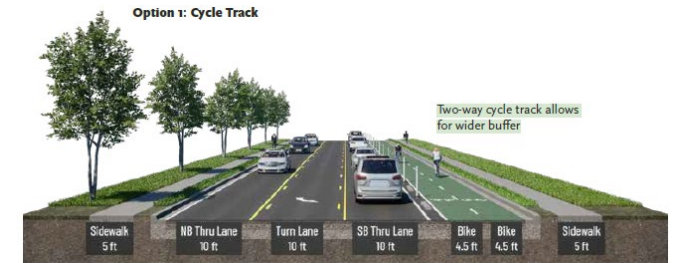 Option 1: Cycle Track
Two-way cycle track allows
for wider buffer
Sidewalk
5 ft
NB Thru Lane
10 ft
Turn Lane
10 ft
SB Thru Lane
10 ft
Bike
4.5 ft
Bike
4.5 ft
Sidewalk
5 ft